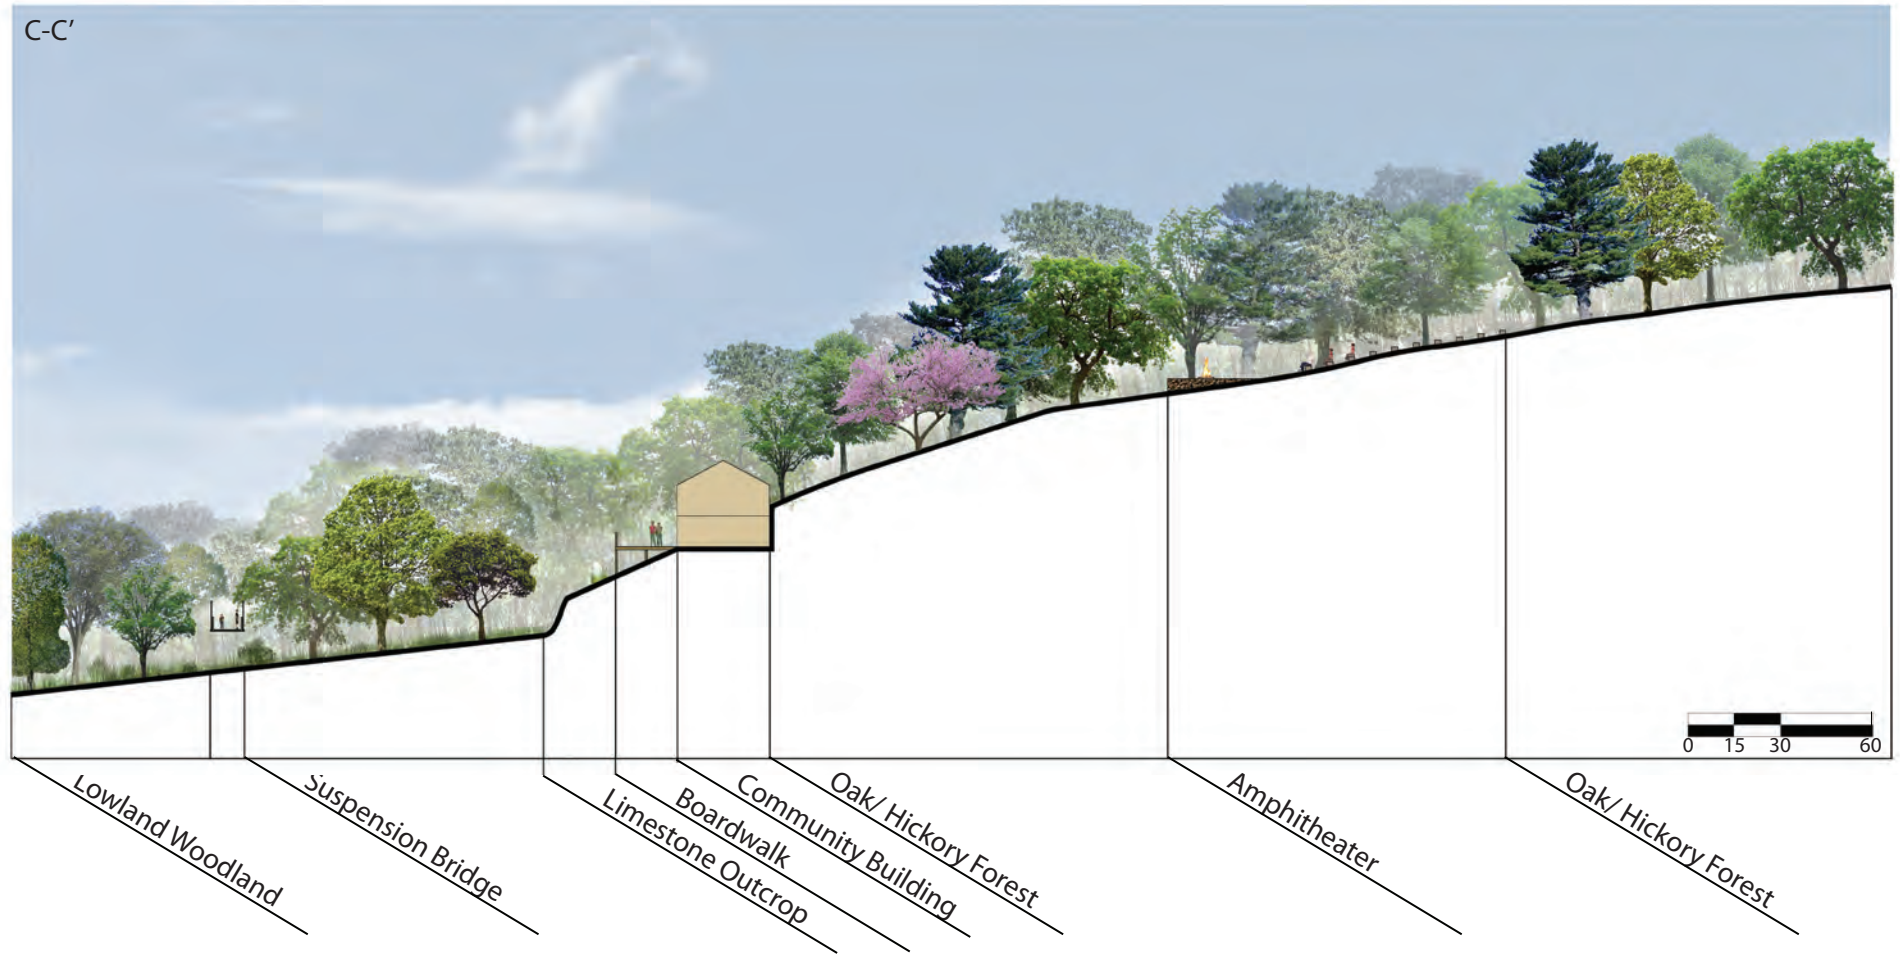 C-C’
0 15 30 60
Lowland Woodland
Suspension Bridge
Limestone Outcrop
Boardwalk
Community Building
Oak/ Hickory Forest
Amphitheater
Oak/ Hickory Forest